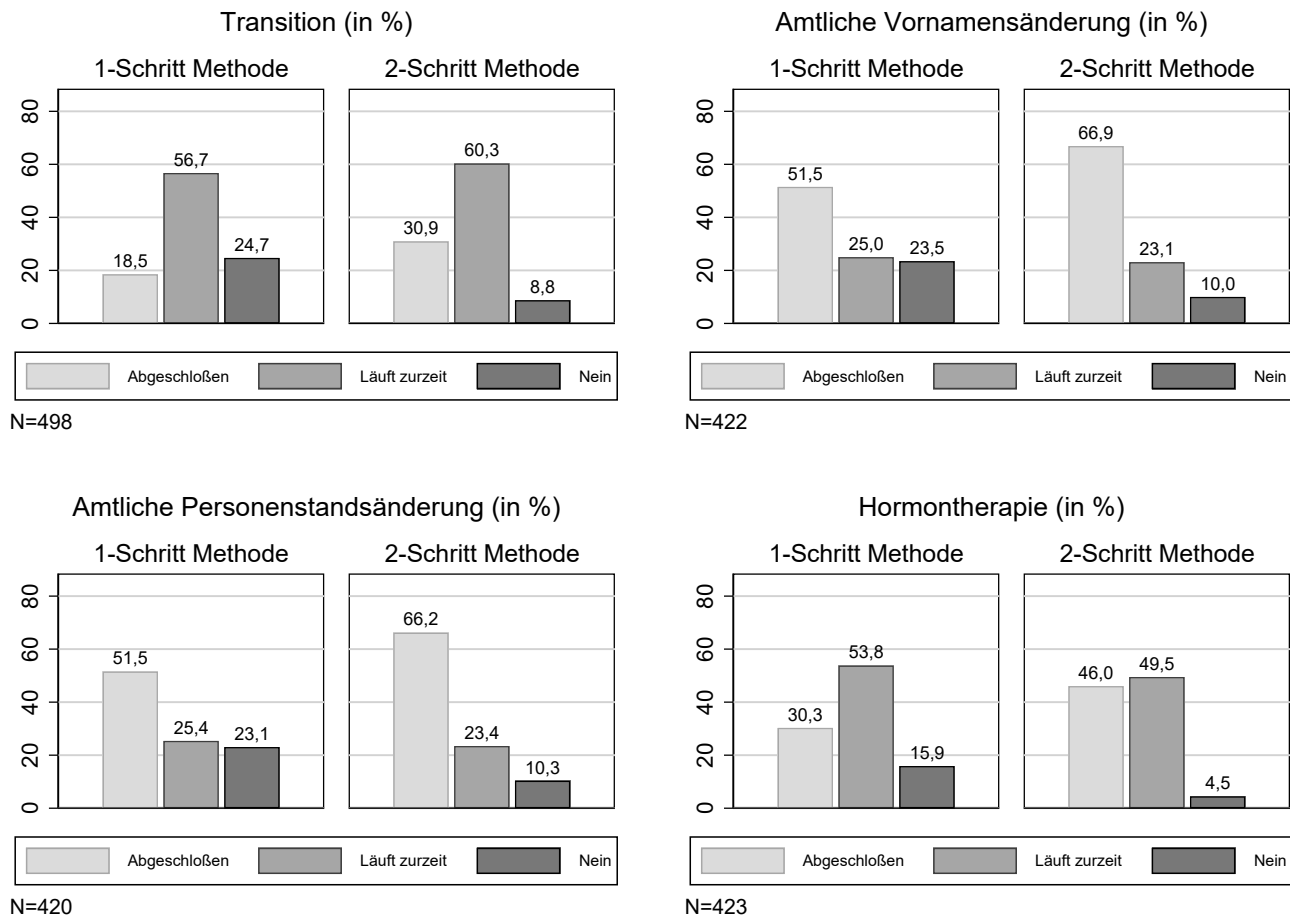 Transition (in %)
1-Schritt Methode
2-Schritt Methode
80
60
40
20
0
18,5
56,7
24,7
30,9
60,3
8,8
Abgeschloßen
Läuft zurzeit
Nein
N=498
Amtliche Vornamensänderung (in %)
1-Schritt Methode
2-Schritt Methode
80
60
40
20
0
51,5
25,0
23,5
66,9
23,1
10,0
Abgeschloßen
Läuft zurzeit
Nein
N=422
Amtliche Personenstandsänderung (in %)
1-Schritt Methode
2-Schritt Methode
80
60
40
20
0
51,5
25,4
23,1
66,2
23,4
10,3
Abgeschloßen
Läuft zurzeit
Nein
N=420
Hormontherapie (in %)
1-Schritt Methode
2-Schritt Methode
80
60
40
20
0
30,3
53,8
15,9
46,0
49,5
4,5
Abgeschloßen
Läuft zurzeit
Nein
N=423